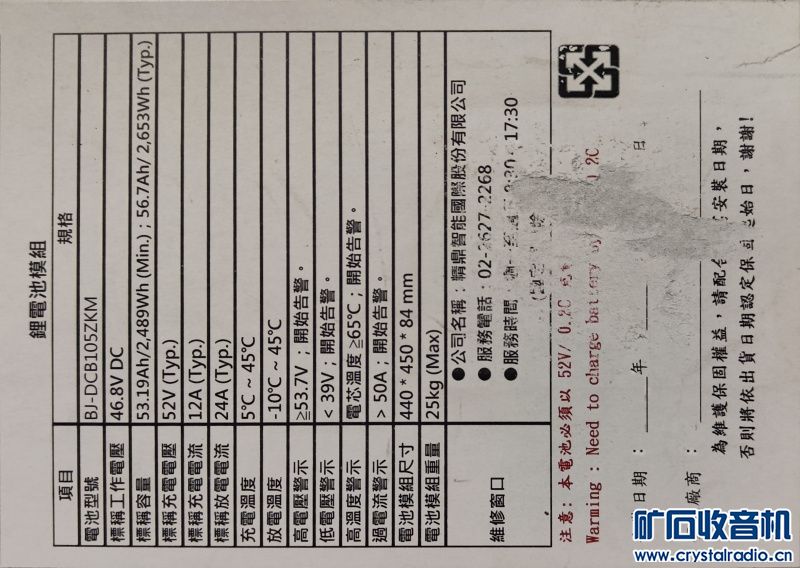 鋰電池模組
項目 規格
電池型號 BJ-DCB105ZKM
標稱工作電壓 46.8V DC
標稱容量 53.19Ah/2,489Wh (Min.) ; 56.7Ah/ 2,653Wh (Typ.)
標稱充電電壓 52V (Typ.)
標稱充電電流 12A (Typ.)
標稱放電電流 24A (Typ.)
充電溫度 5℃ ~ 45℃
放電溫度 -10℃ ~ 45℃
高電壓警示 ≧53.7V ; 開始告警。
低電壓警示 < 39V ; 開始告警。
高溫度警示 電芯溫度 ≧65℃ ; 開始告警。
過電流警示 > 50A ; 開始告警。
電池模組尺寸 440 * 450 * 84 mm
電池模組重量 25kg (Max)
維修窗口
●公司名稱：精鼎智能國際股份有限公司
● 服務電話：02-2627-2268
●服務時間：週一 30 ~ 17:30
注意: 本電池必須以 52V/ 0.2C
Warming : Need to charge battery by 0.2C
日期: 年 日
廠商:
為維護保固權益，請配合 安裝日期，
否則將依出貨日期認定保固 始日，謝謝!
矿石收音机
www.crystalradio.cn